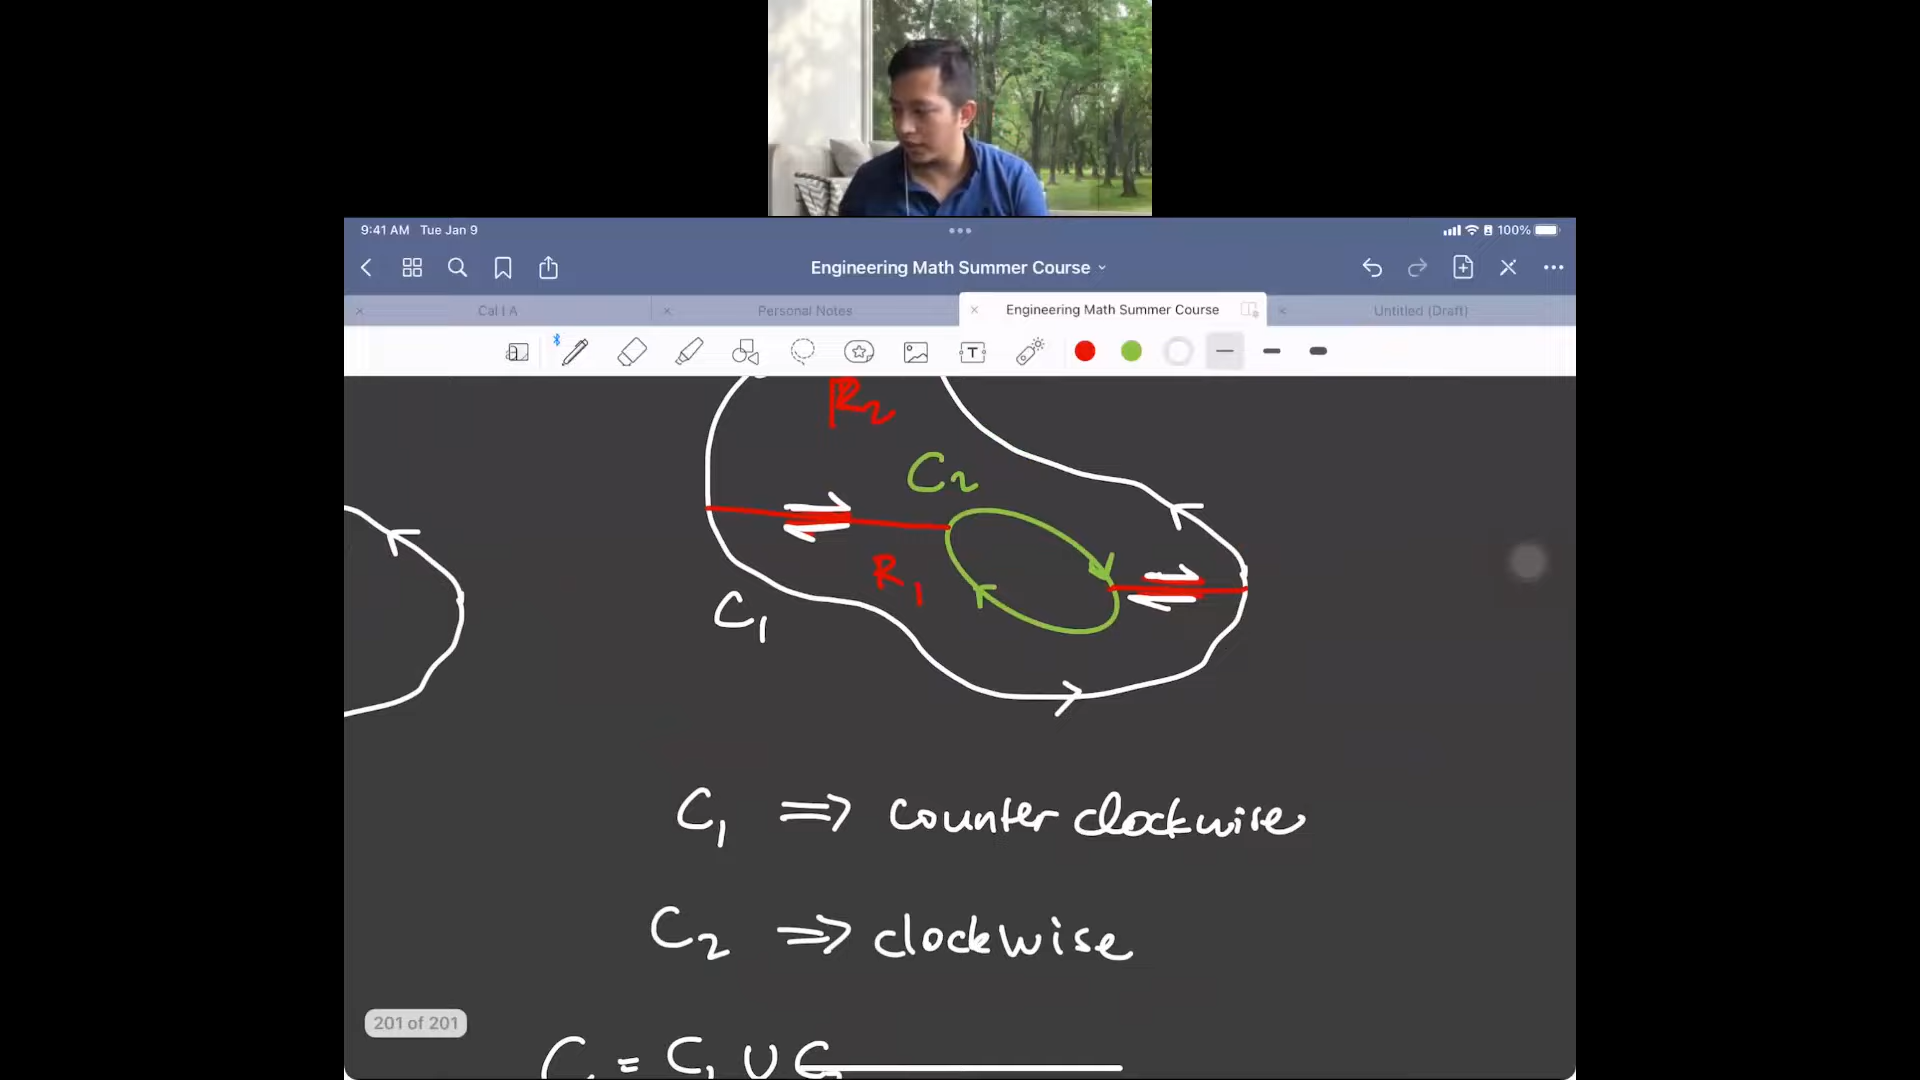 9:41 AM Tue Jan 9
100%
Engineering Math Summer Course
Cal I A
Personal Notes
Engineering Math Summer Course
Untitled (Draft)
T
R2
C2
R1
C1
C1 ⇒ counter clockwise
C2 ⇒ clockwise
201 of 201
C = C1 ∪ C